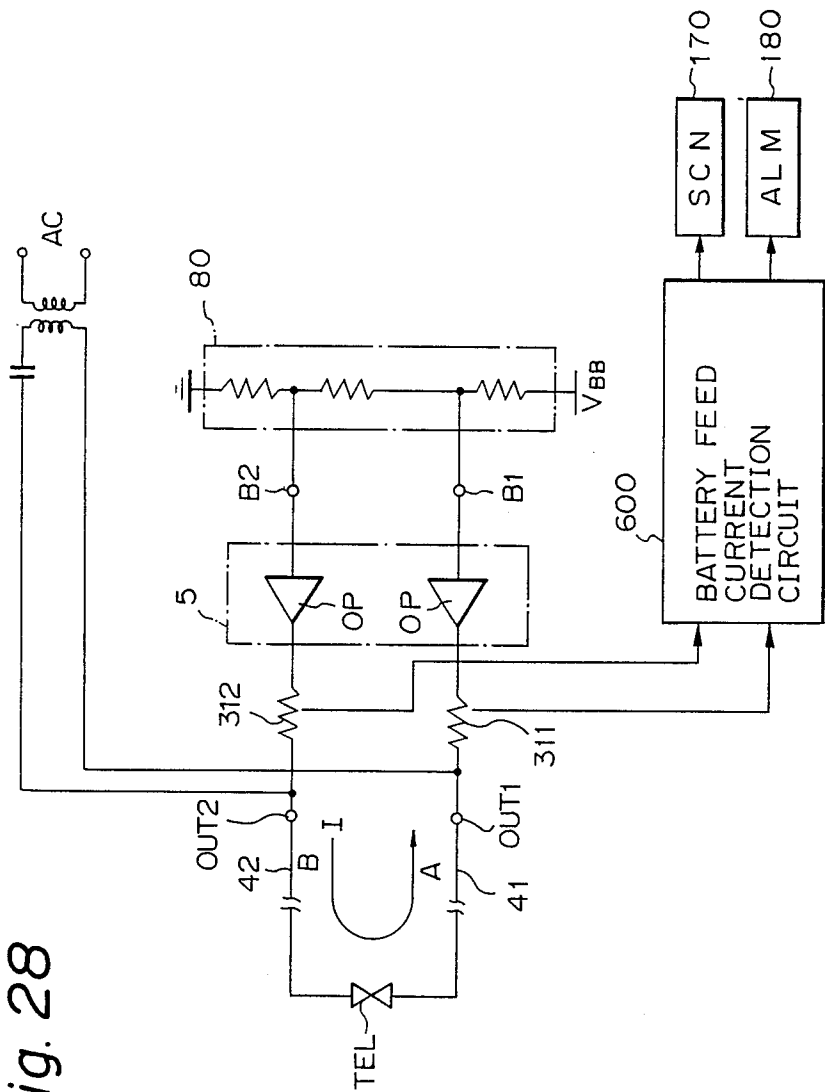 ig. 28
AC
80
VBB
B2
B1
5
OP
OP
312
311
OUT2
OUT1
42
B
I
A
41
TEL
600
BATTERY FEED
CURRENT
DETECTION
CIRCUIT
SCN
170
ALM
180